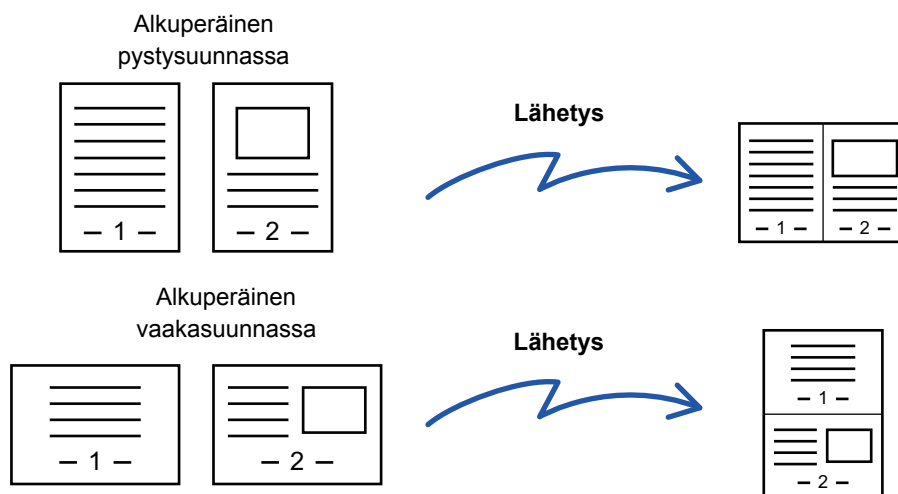 Alkuperäinen
pystysuunnassa
Lähetys
– 1 –
– 2 –
– 1 –
– 2 –
Alkuperäinen
vaakasuunnassa
Lähetys
– 1 –
– 2 –
– 1 –
– 2 –